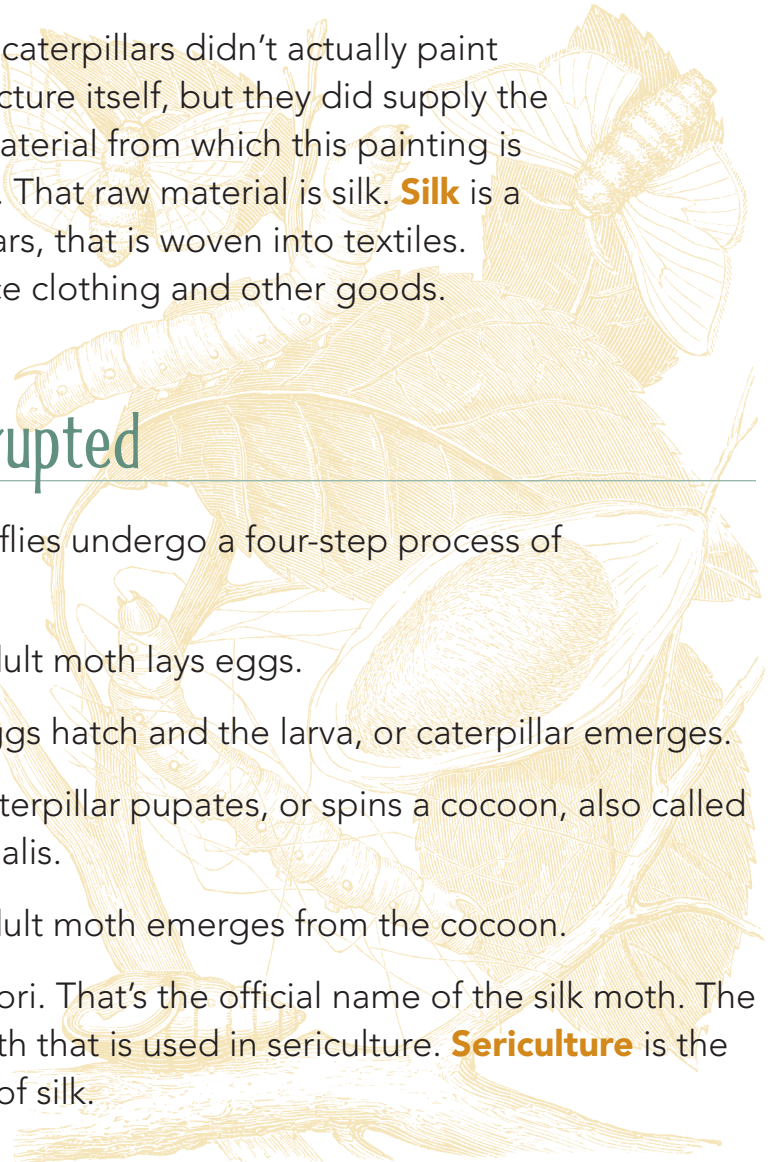 caterpillars didn’t actually paint
cture itself, but they did supply the
aterial from which this painting is
. That raw material is silk. Silk is a
ars, that is woven into textiles.
ce clothing and other goods.
rupted
flies undergo a four-step process of
dult moth lays eggs.
ggs hatch and the larva, or caterpillar emerges.
terpillar pupates, or spins a cocoon, also called
alis.
dult moth emerges from the cocoon.
ori. That’s the official name of the silk moth. The
th that is used in sericulture. Sericulture is the
of silk.